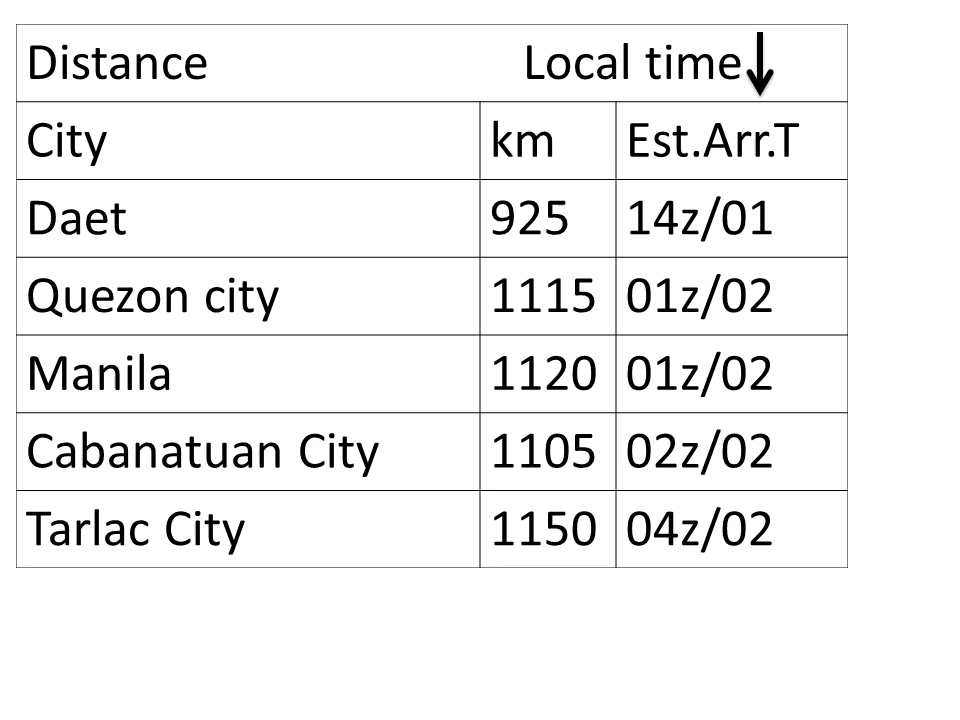 Distance Local time
City km Est.Arr.T
Daet 925 14z/01
Quezon city 1115 01z/02
Manila 1120 01z/02
Cabanatuan City 1105 02z/02
Tarlac City 1150 04z/02